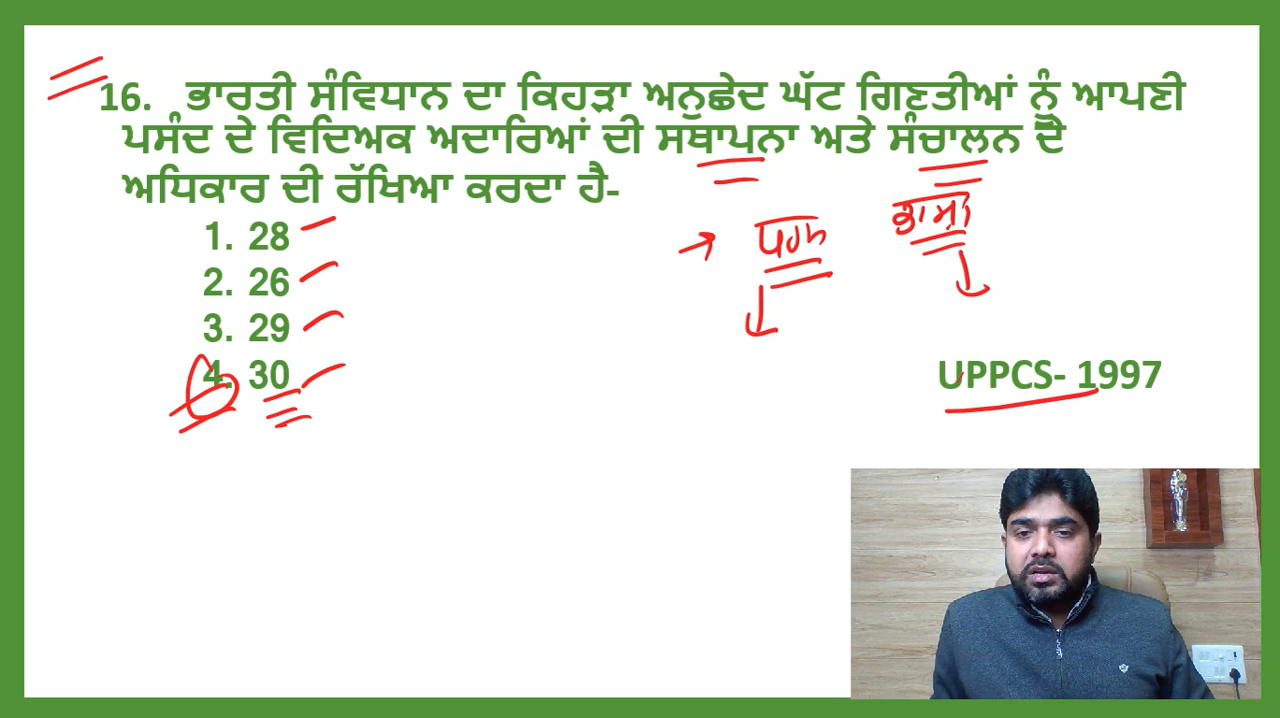 16. ਭਾਰਤੀ ਸੰਵਿਧਾਨ ਦਾ ਕਿਹੜਾ ਅਨੁਛੇਦ ਘੱਟ ਗਿਣਤੀਆਂ ਨੂੰ ਆਪਣੀ
ਪਸੰਦ ਦੇ ਵਿਦਿਅਕ ਅਦਾਰਿਆਂ ਦੀ ਸਥਾਪਨਾ ਅਤੇ ਸੰਚਾਲਨ ਦੇ
ਅਧਿਕਾਰ ਦੀ ਰੱਖਿਆ ਕਰਦਾ ਹੈ-
1. 28
2. 26
3. 29
4. 30
ਧਰਮ
ਭਾਸ਼ਾ
UPPCS- 1997